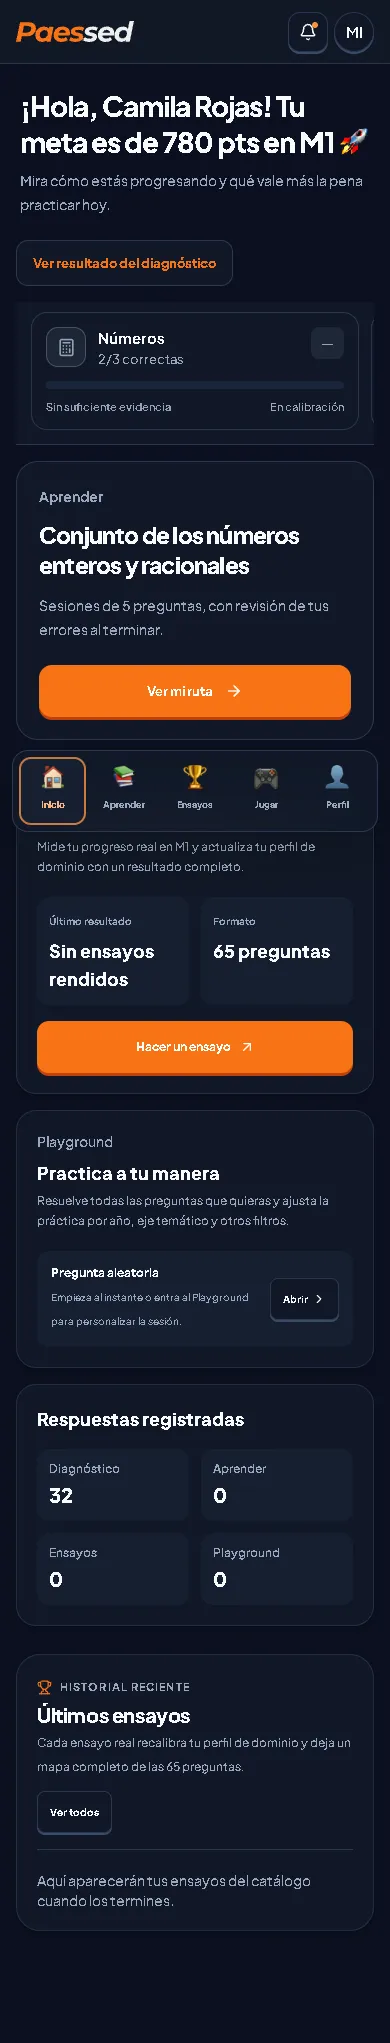 Paessed
MI
¡Hola, Camila Rojas! Tu
meta es de 780 pts en M1 🚀
Mira cómo estás progresando y qué vale más la pena
practicar hoy.
Ver resultado del diagnóstico
Números
2/3 correctas
—
Sin suficiente evidencia
En calibración
Aprender
Conjunto de los números
enteros y racionales
Sesiones de 5 preguntas, con revisión de tus
errores al terminar.
Ver mi ruta →
Inicio
Aprender
Ensayos
Jugar
Perfil
Mide tu progreso real en M1 y actualiza tu perfil de
dominio con un resultado completo.
Último resultado
Sin ensayos
rendidos
Formato
65 preguntas
Hacer un ensayo ↗
Playground
Practica a tu manera
Resuelve todas las preguntas que quieras y ajusta la
práctica por año, eje temático y otros filtros.
Pregunta aleatoria
Empieza al instante o entra al Playground
para personalizar la sesión.
Abrir >
Respuestas registradas
Diagnóstico
32
Aprender
0
Ensayos
0
Playground
0
HISTORIAL RECIENTE
Últimos ensayos
Cada ensayo real recalibra tu perfil de dominio y deja un
mapa completo de las 65 preguntas.
Ver todos
Aquí aparecerán tus ensayos del catálogo
cuando los termines.